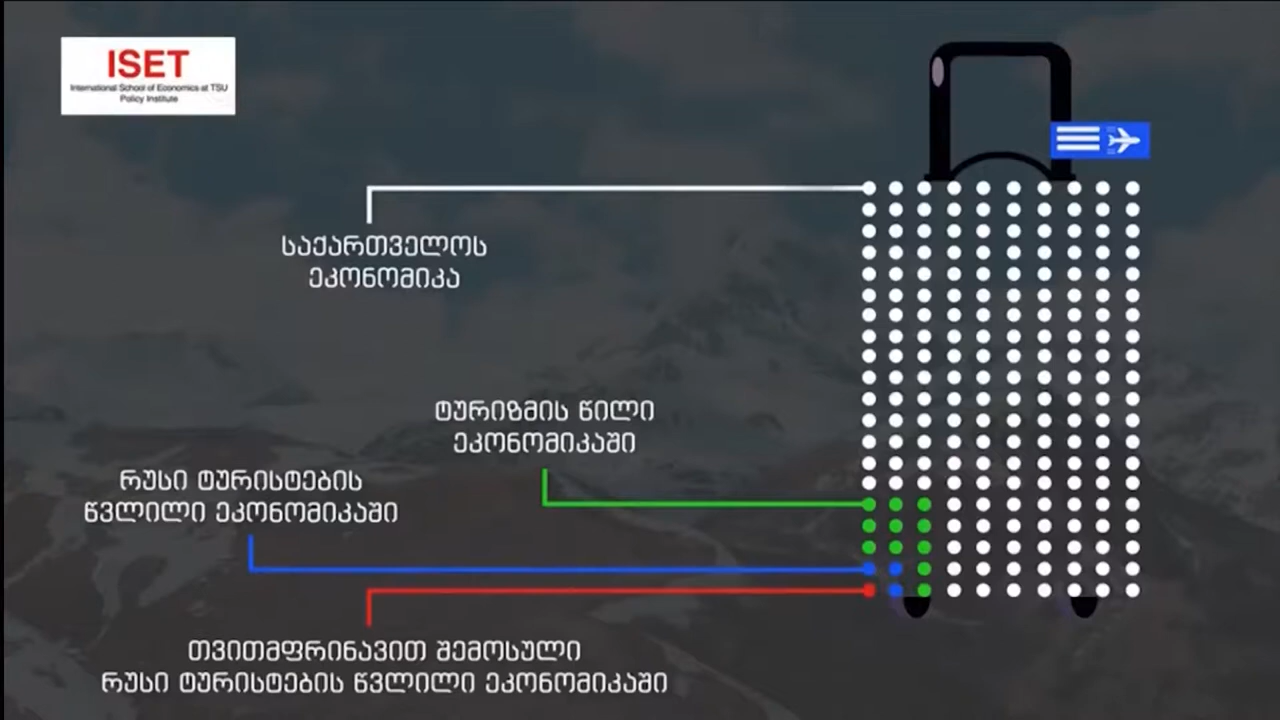 ISET
International School of Economics at TSU
Policy Institute
საქართველოს
ეკონომიკა
ტურიზმის წილი
ეკონომიკაში
რუსი ტურისტების
წვლილი ეკონომიკაში
თვითმფრინავით შემოსული
რუსი ტურისტების წვლილი ეკონომიკაში